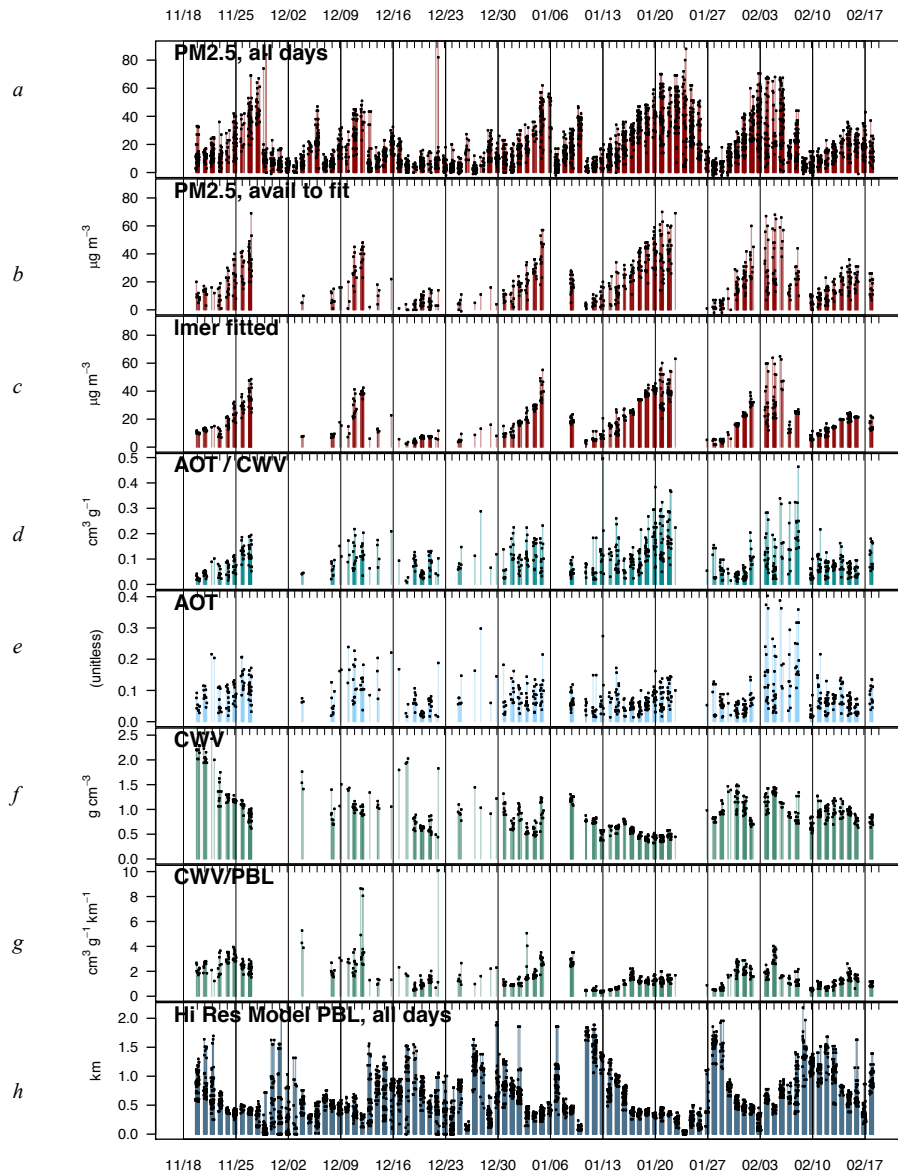 11/18 11/25 12/02 12/09 12/16 12/23 12/30 01/06 01/13 01/20 01/27 02/03 02/10 02/17
a
PM2.5, all days
80
60
40
20
0
b
PM2.5, avail to fit
µg m−3
80
60
40
20
0
c
lmer fitted
µg m−3
80
60
40
20
0
d
AOT / CWV
cm3 g−1
0.5
0.4
0.3
0.2
0.1
0.0
e
AOT
(unitless)
0.4
0.3
0.2
0.1
0.0
f
CWV
g cm−3
2.5
2.0
1.5
1.0
0.5
0.0
g
CWV/PBL
cm3 g−1 km−1
10
8
6
4
2
0
h
Hi Res Model PBL, all days
km
2.0
1.5
1.0
0.5
0.0
11/18 11/25 12/02 12/09 12/16 12/23 12/30 01/06 01/13 01/20 01/27 02/03 02/10 02/17